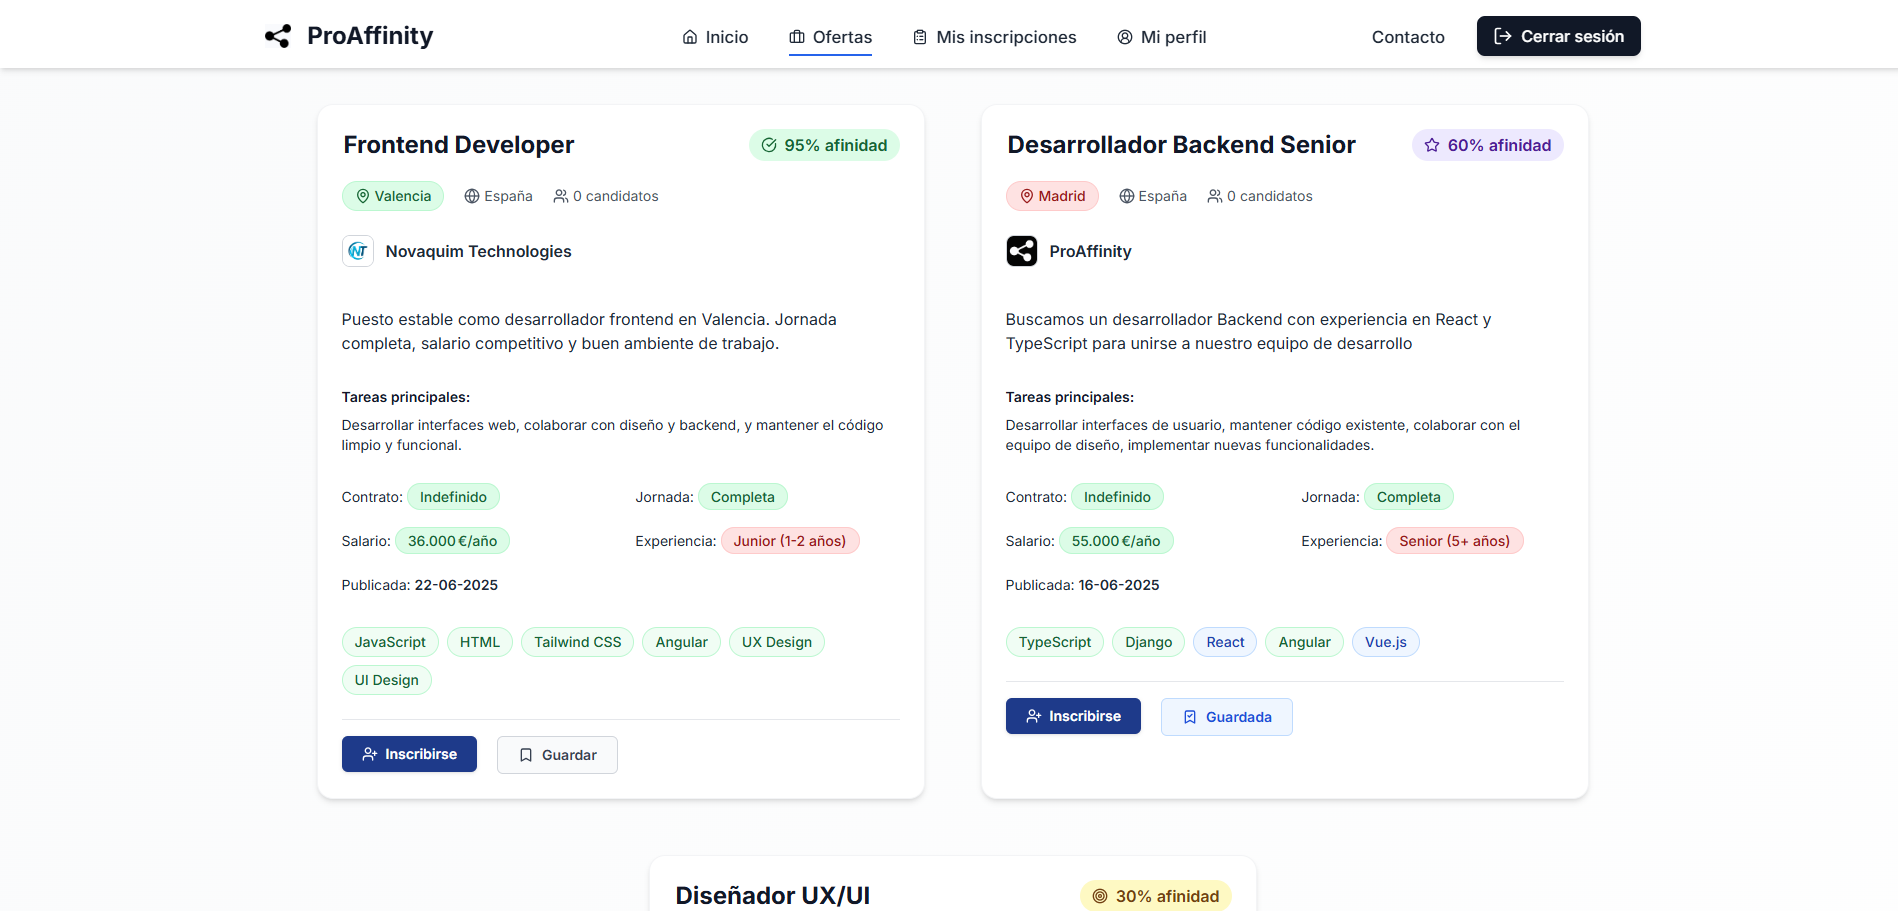 ProAffinity
Inicio
Ofertas
Mis inscripciones
Mi perfil
Contacto
Cerrar sesión
Frontend Developer
95% afinidad
Valencia
España
0 candidatos
NT
Novaquim Technologies
Puesto estable como desarrollador frontend en Valencia. Jornada
completa, salario competitivo y buen ambiente de trabajo.
Tareas principales:
Desarrollar interfaces web, colaborar con diseño y backend, y mantener el código
limpio y funcional.
Contrato: Indefinido
Jornada: Completa
Salario: 36.000 €/año
Experiencia: Junior (1-2 años)
Publicada: 22-06-2025
JavaScript
HTML
Tailwind CSS
Angular
UX Design
UI Design
Inscribirse
Guardar
Desarrollador Backend Senior
60% afinidad
Madrid
España
0 candidatos
ProAffinity
Buscamos un desarrollador Backend con experiencia en React y
TypeScript para unirse a nuestro equipo de desarrollo
Tareas principales:
Desarrollar interfaces de usuario, mantener código existente, colaborar con el
equipo de diseño, implementar nuevas funcionalidades.
Contrato: Indefinido
Jornada: Completa
Salario: 55.000 €/año
Experiencia: Senior (5+ años)
Publicada: 16-06-2025
TypeScript
Django
React
Angular
Vue.js
Inscribirse
Guardada
Diseñador UX/UI
30% afinidad